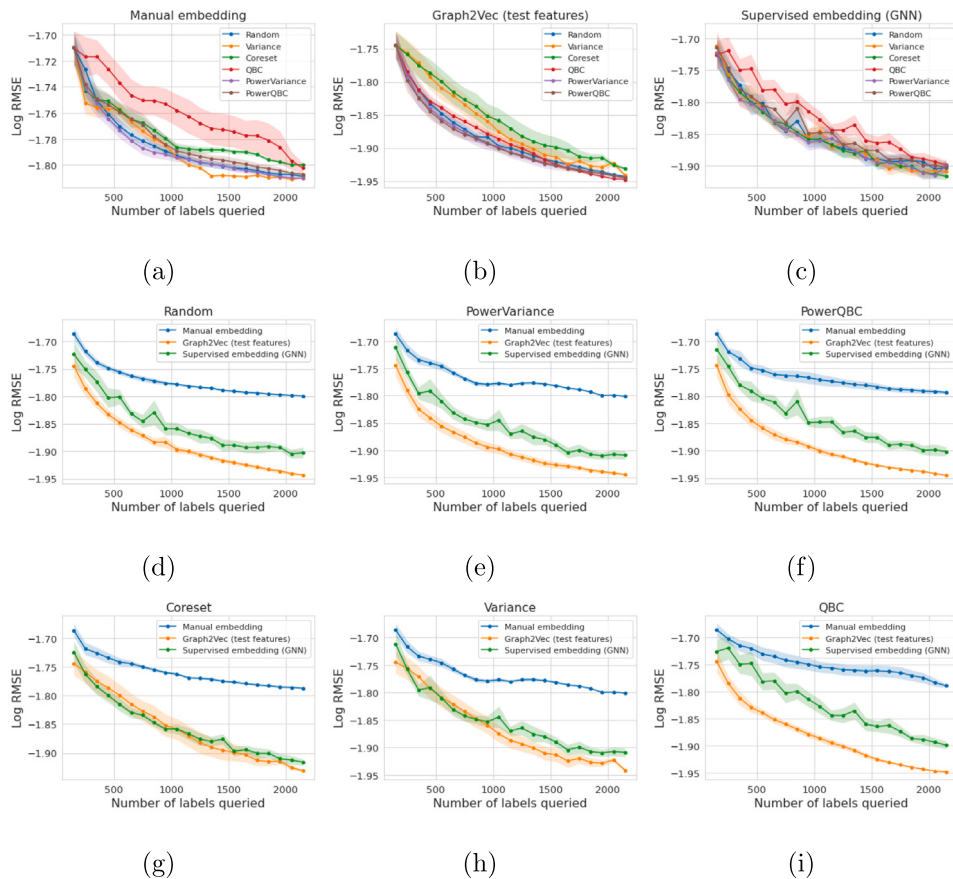 Manual embedding
Log RMSE
−1.70
−1.72
−1.74
−1.76
−1.78
−1.80
Random
Variance
Coreset
QBC
PowerVariance
PowerQBC
500 1000 1500 2000
Number of labels queried
(a)
Graph2Vec (test features)
Log RMSE
−1.75
−1.80
−1.85
−1.90
−1.95
Random
Variance
Coreset
QBC
PowerVariance
PowerQBC
500 1000 1500 2000
Number of labels queried
(b)
Supervised embedding (GNN)
Log RMSE
−1.70
−1.75
−1.80
−1.85
−1.90
Random
Variance
Coreset
QBC
PowerVariance
PowerQBC
500 1000 1500 2000
Number of labels queried
(c)
Random
Log RMSE
−1.70
−1.75
−1.80
−1.85
−1.90
−1.95
Manual embedding
Graph2Vec (test features)
Supervised embedding (GNN)
500 1000 1500 2000
Number of labels queried
(d)
PowerVariance
Log RMSE
−1.70
−1.75
−1.80
−1.85
−1.90
−1.95
Manual embedding
Graph2Vec (test features)
Supervised embedding (GNN)
500 1000 1500 2000
Number of labels queried
(e)
PowerQBC
Log RMSE
−1.70
−1.75
−1.80
−1.85
−1.90
−1.95
Manual embedding
Graph2Vec (test features)
Supervised embedding (GNN)
500 1000 1500 2000
Number of labels queried
(f)
Coreset
Log RMSE
−1.70
−1.75
−1.80
−1.85
−1.90
Manual embedding
Graph2Vec (test features)
Supervised embedding (GNN)
500 1000 1500 2000
Number of labels queried
(g)
Variance
Log RMSE
−1.70
−1.75
−1.80
−1.85
−1.90
−1.95
Manual embedding
Graph2Vec (test features)
Supervised embedding (GNN)
500 1000 1500 2000
Number of labels queried
(h)
QBC
Log RMSE
−1.70
−1.75
−1.80
−1.85
−1.90
−1.95
Manual embedding
Graph2Vec (test features)
Supervised embedding (GNN)
500 1000 1500 2000
Number of labels queried
(i)